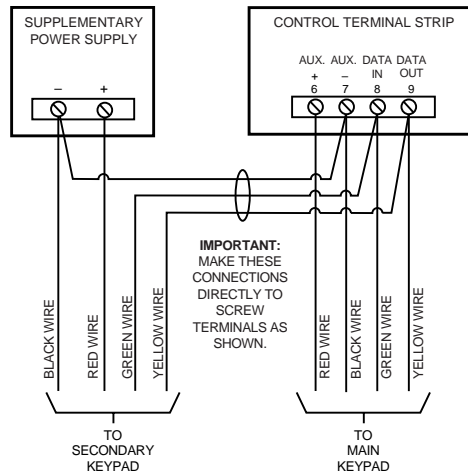 SUPPLEMENTARY
POWER SUPPLY
–
+
CONTROL TERMINAL STRIP
AUX. AUX. DATA DATA
+ – IN OUT
6 7 8 9
IMPORTANT:
MAKE THESE
CONNECTIONS
DIRECTLY TO
SCREW
TERMINALS AS
SHOWN.
BLACK WIRE
RED WIRE
GREEN WIRE
YELLOW WIRE
RED WIRE
BLACK WIRE
GREEN WIRE
YELLOW WIRE
TO
SECONDARY
KEYPAD
TO
MAIN
KEYPAD